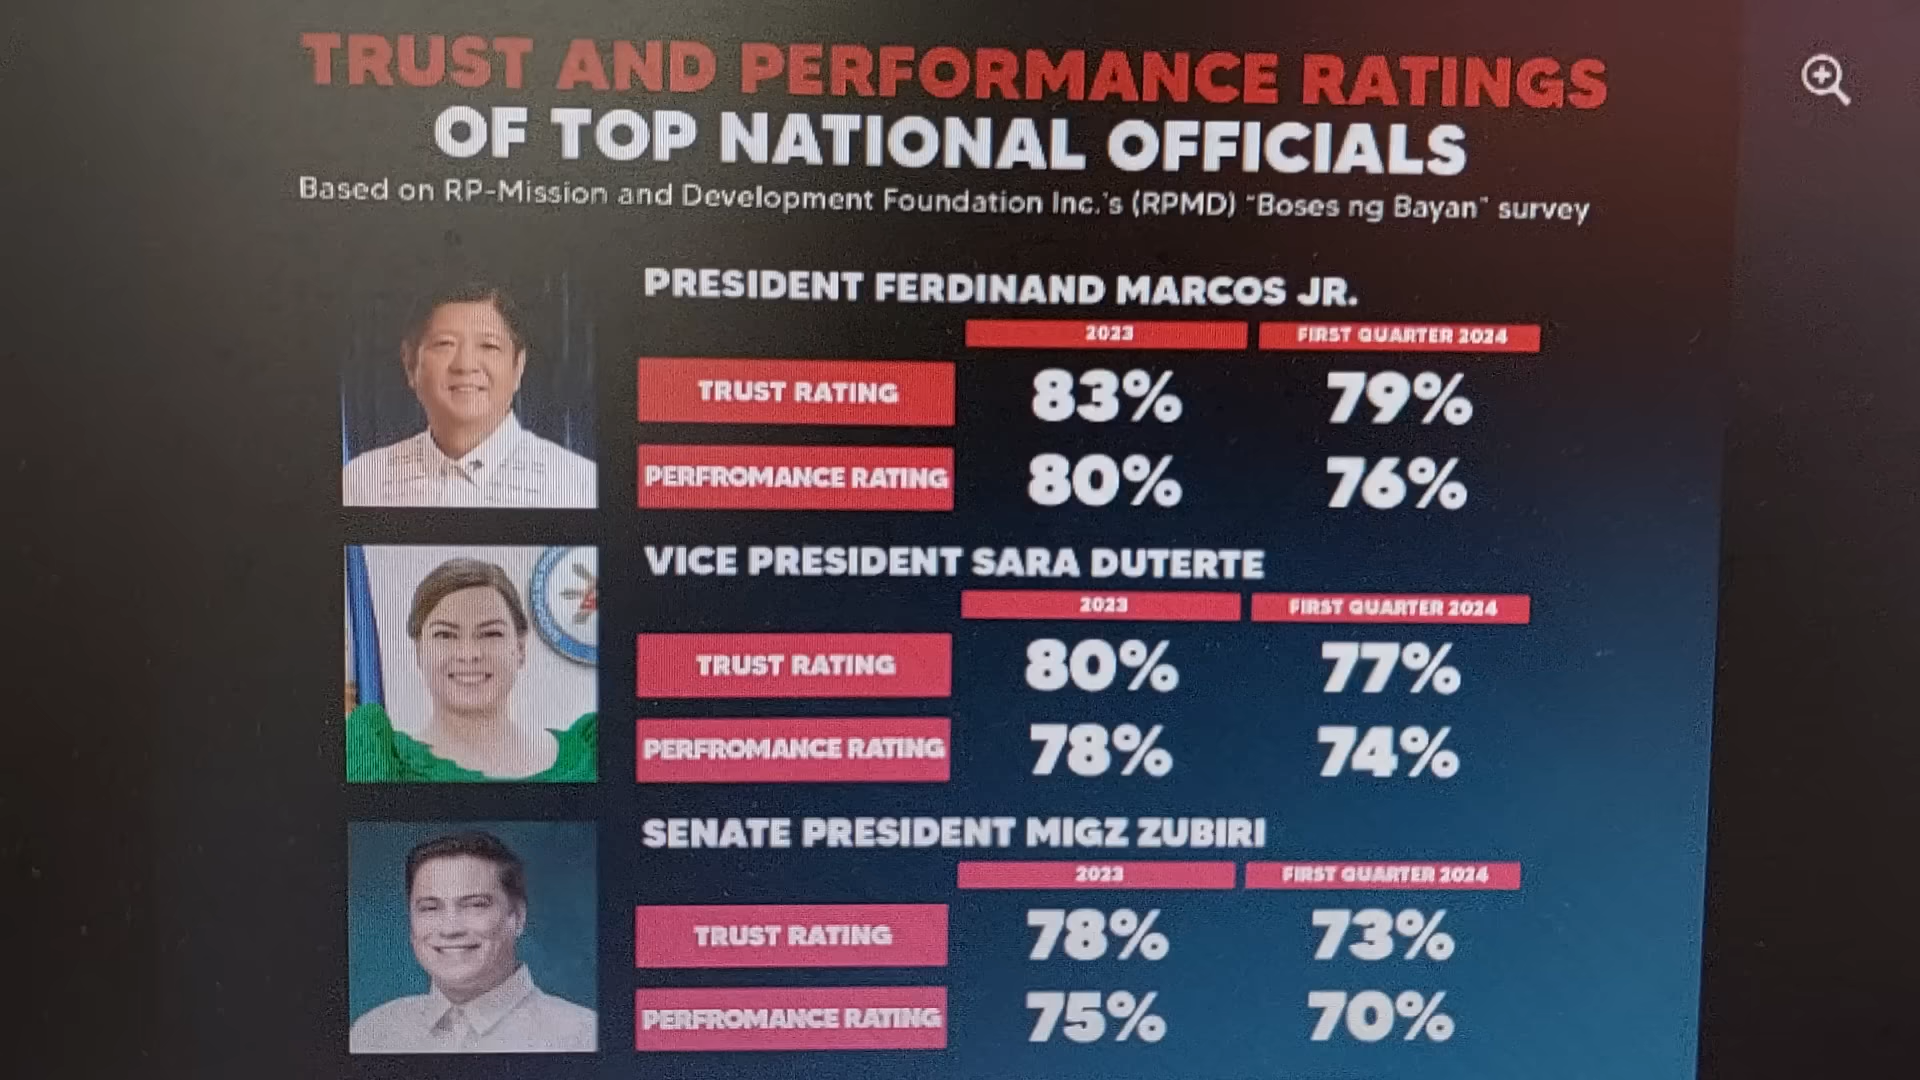 TRUST AND PERFORMANCE RATINGS
OF TOP NATIONAL OFFICIALS
Based on RP-Mission and Development Foundation Inc.'s (RPMD) "Boses ng Bayan" survey
PRESIDENT FERDINAND MARCOS JR.
2023 FIRST QUARTER 2024
TRUST RATING 83% 79%
PERFROMANCE RATING 80% 76%
VICE PRESIDENT SARA DUTERTE
2023 FIRST QUARTER 2024
TRUST RATING 80% 77%
PERFROMANCE RATING 78% 74%
SENATE PRESIDENT MIGZ ZUBIRI
2023 FIRST QUARTER 2024
TRUST RATING 78% 73%
PERFROMANCE RATING 75% 70%